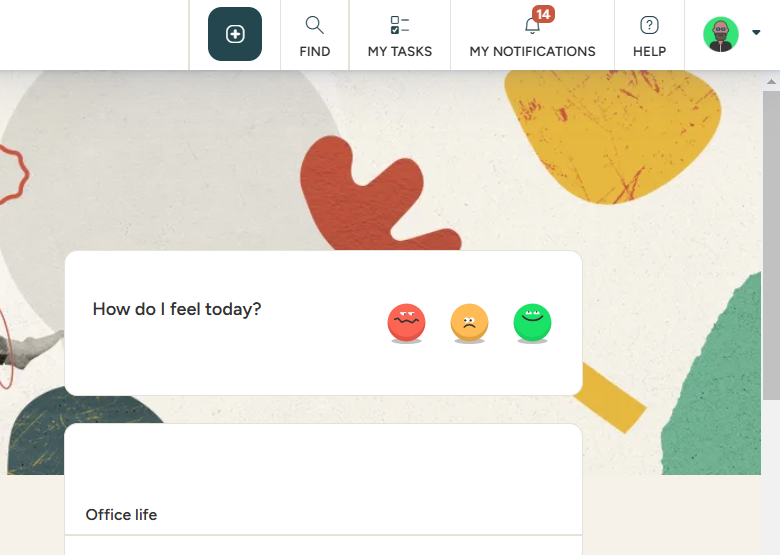 14
FIND
MY TASKS
MY NOTIFICATIONS
HELP
How do I feel today?
Office life